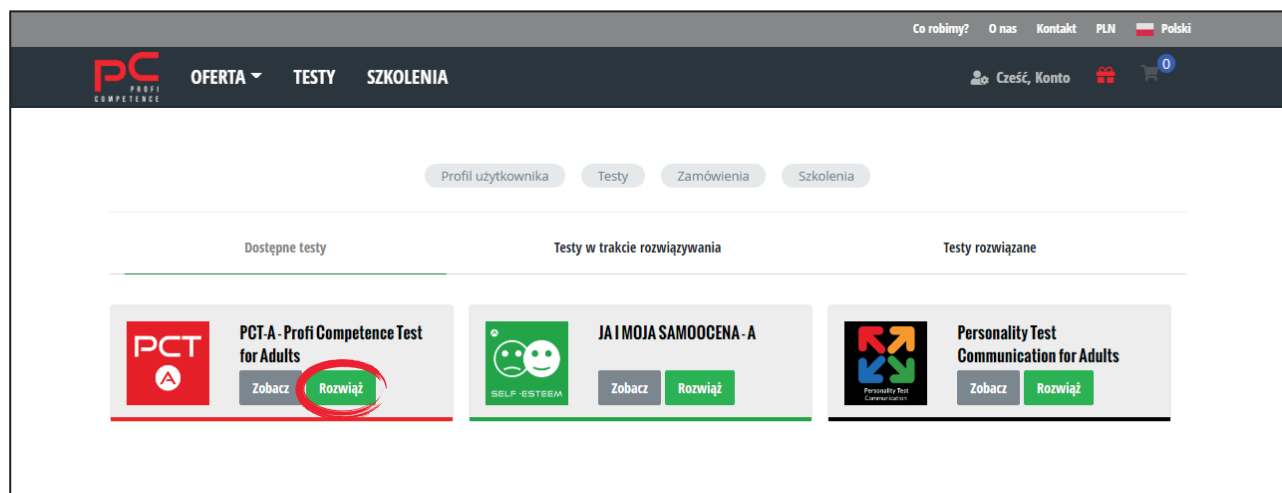 Co robimy? O nas Kontakt PLN Polski
PC
PROFI
COMPETENCE
OFERTA TESTY SZKOLENIA
Cześć, Konto 0
Profil użytkownika Testy Zamówienia Szkolenia
Dostępne testy Testy w trakcie rozwiązywania Testy rozwiązane
PCT
A
PCT-A - Profi Competence Test
for Adults
Zobacz Rozwiąż
A
SELF-ESTEEM
JA I MOJA SAMOOCENA - A
Zobacz Rozwiąż
Personality Test
Communication
Personality Test
Communication for Adults
Zobacz Rozwiąż